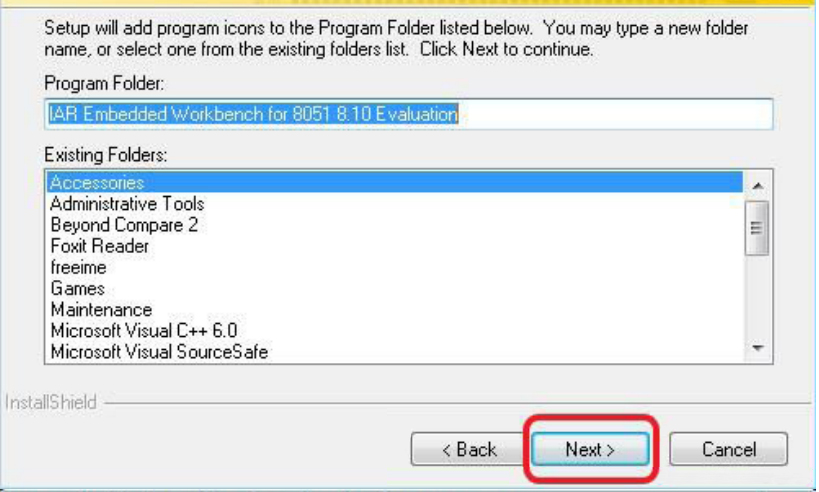 Setup will add program icons to the Program Folder listed below.  You may type a new folder
name, or select one from the existing folders list.  Click Next to continue.
Program Folder:
IAR Embedded Workbench for 8051 8.10 Evaluation
Existing Folders:
Accessories
Administrative Tools
Beyond Compare 2
Foxit Reader
freeime
Games
Maintenance
Microsoft Visual C++ 6.0
Microsoft Visual SourceSafe
InstallShield
< Back
Next >
Cancel